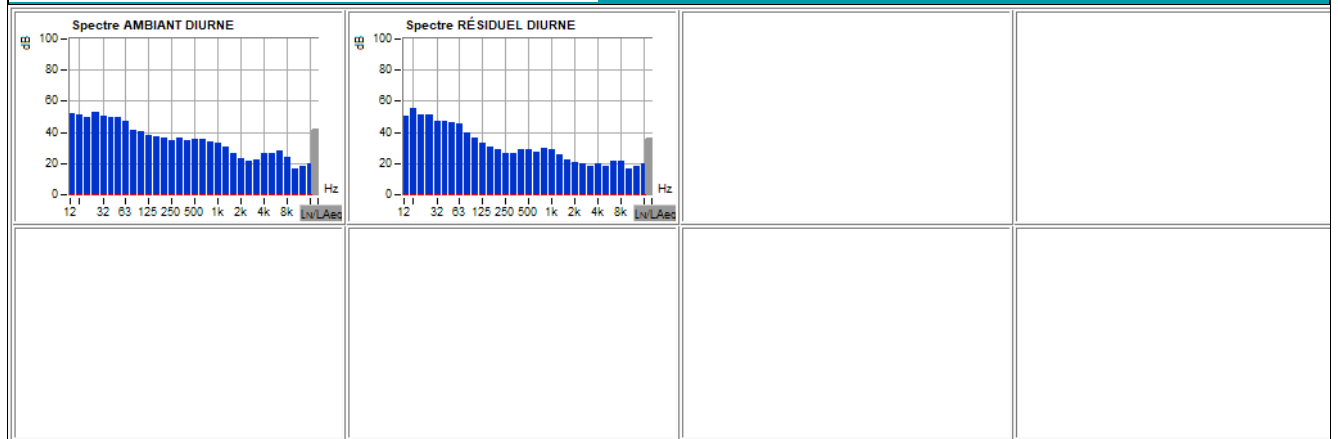 Spectre AMBIANT DIURNE
dB
100
80
60
40
20
0
Hz
12 32 63 125 250 500 1k 2k 4k 8k LN/LAeq
Spectre RÉSIDUEL DIURNE
dB
100
80
60
40
20
0
Hz
12 32 63 125 250 500 1k 2k 4k 8k LN/LAeq